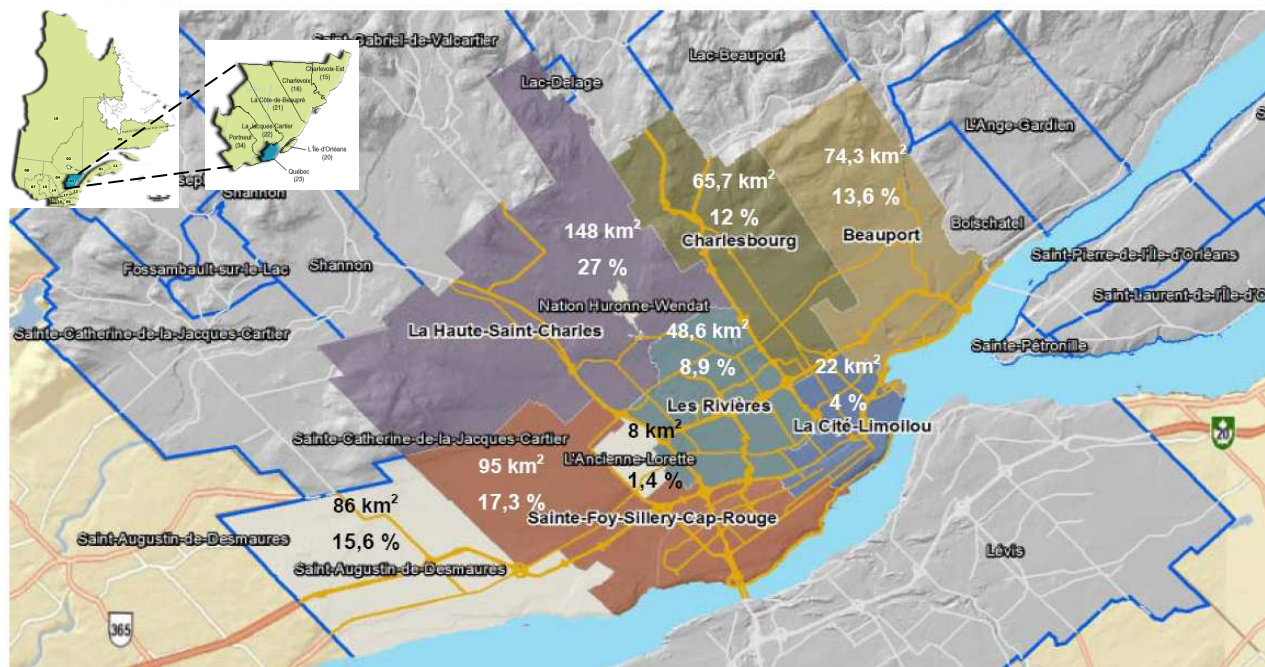 Saint-Gabriel-de-Valcartier
Lac-Beauport
Lac-Delage
Charlevoix-Est
(15)
Charlevoix
(16)
La Côte-de-Beaupré
(21)
La Jacques-Cartier
(22)
Portneuf
(34)
L'Île-d'Orléans
(20)
Québec
(23)
L'Ange-Gardien
74,3 km²
13,6 %
Beauport
65,7 km²
12 %
Charlesbourg
Boischatel
Shannon
148 km²
27 %
Saint-Pierre-de-l'Île-d'Orléans
Fossambault-sur-le-Lac
Shannon
Nation Huronne-Wendat
Sainte-Catherine-de-la-Jacques-Cartier
La Haute-Saint-Charles
48,6 km²
8,9 %
Les Rivières
Sainte-Pétronille
22 km²
4 %
La Cité-Limoilou
20
8 km²
L'Ancienne-Lorette
1,4 %
Sainte-Catherine-de-la-Jacques-Cartier
95 km²
17,3 %
Sainte-Foy-Sillery-Cap-Rouge
86 km²
15,6 %
Saint-Augustin-de-Desmaures
Saint-Augustin-de-Desmaures
Lévis
365